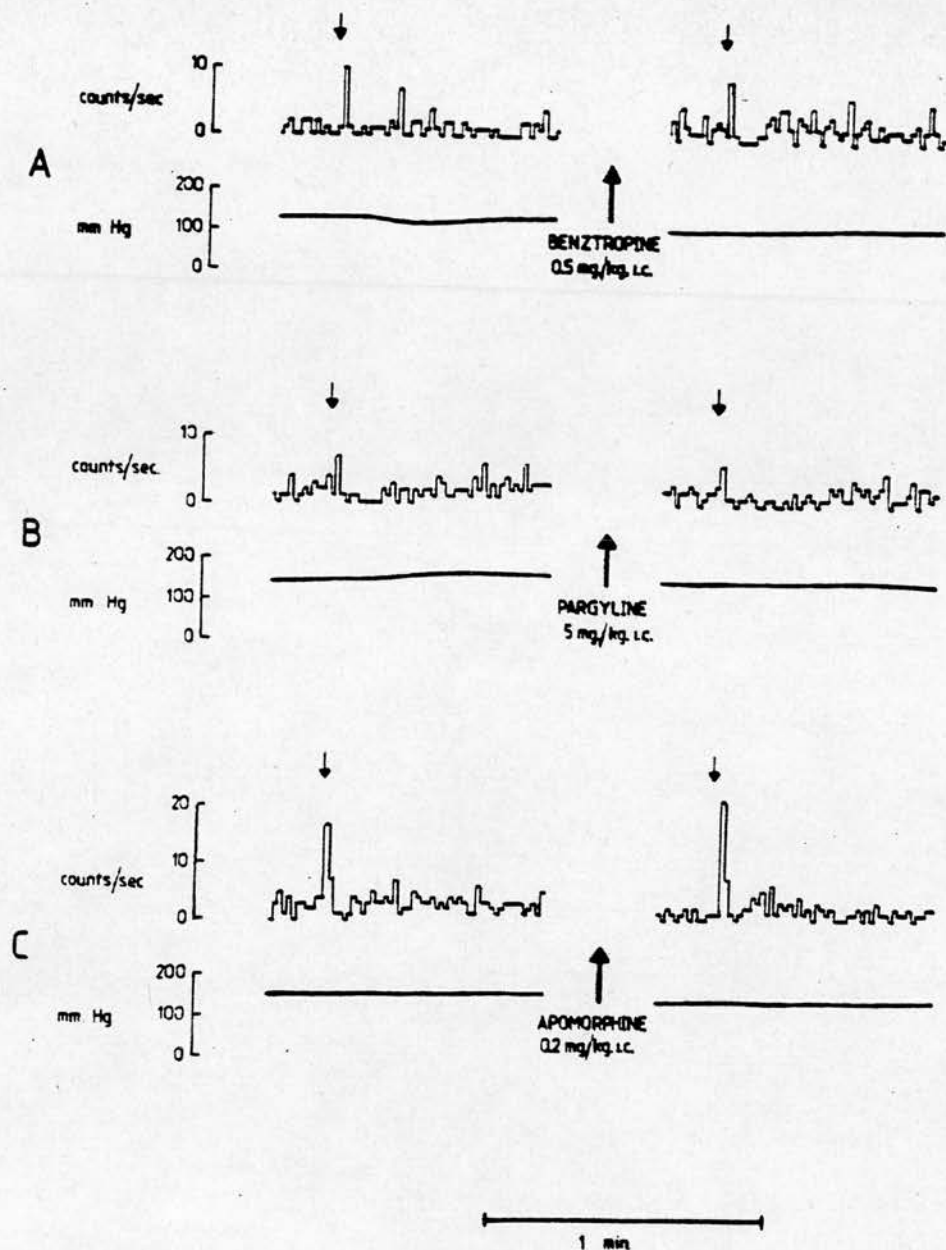 10
counts/sec
0
A
200
mm Hg
100
0
BENZTROPINE
0.5 mg/kg. i.c.
10
counts/sec.
0
B
200
mm Hg
100
0
PARGYLINE
5 mg/kg. i.c.
20
10
counts/sec
0
C
200
mm Hg
100
0
APOMORPHINE
0.2 mg/kg. i.c.
1 min